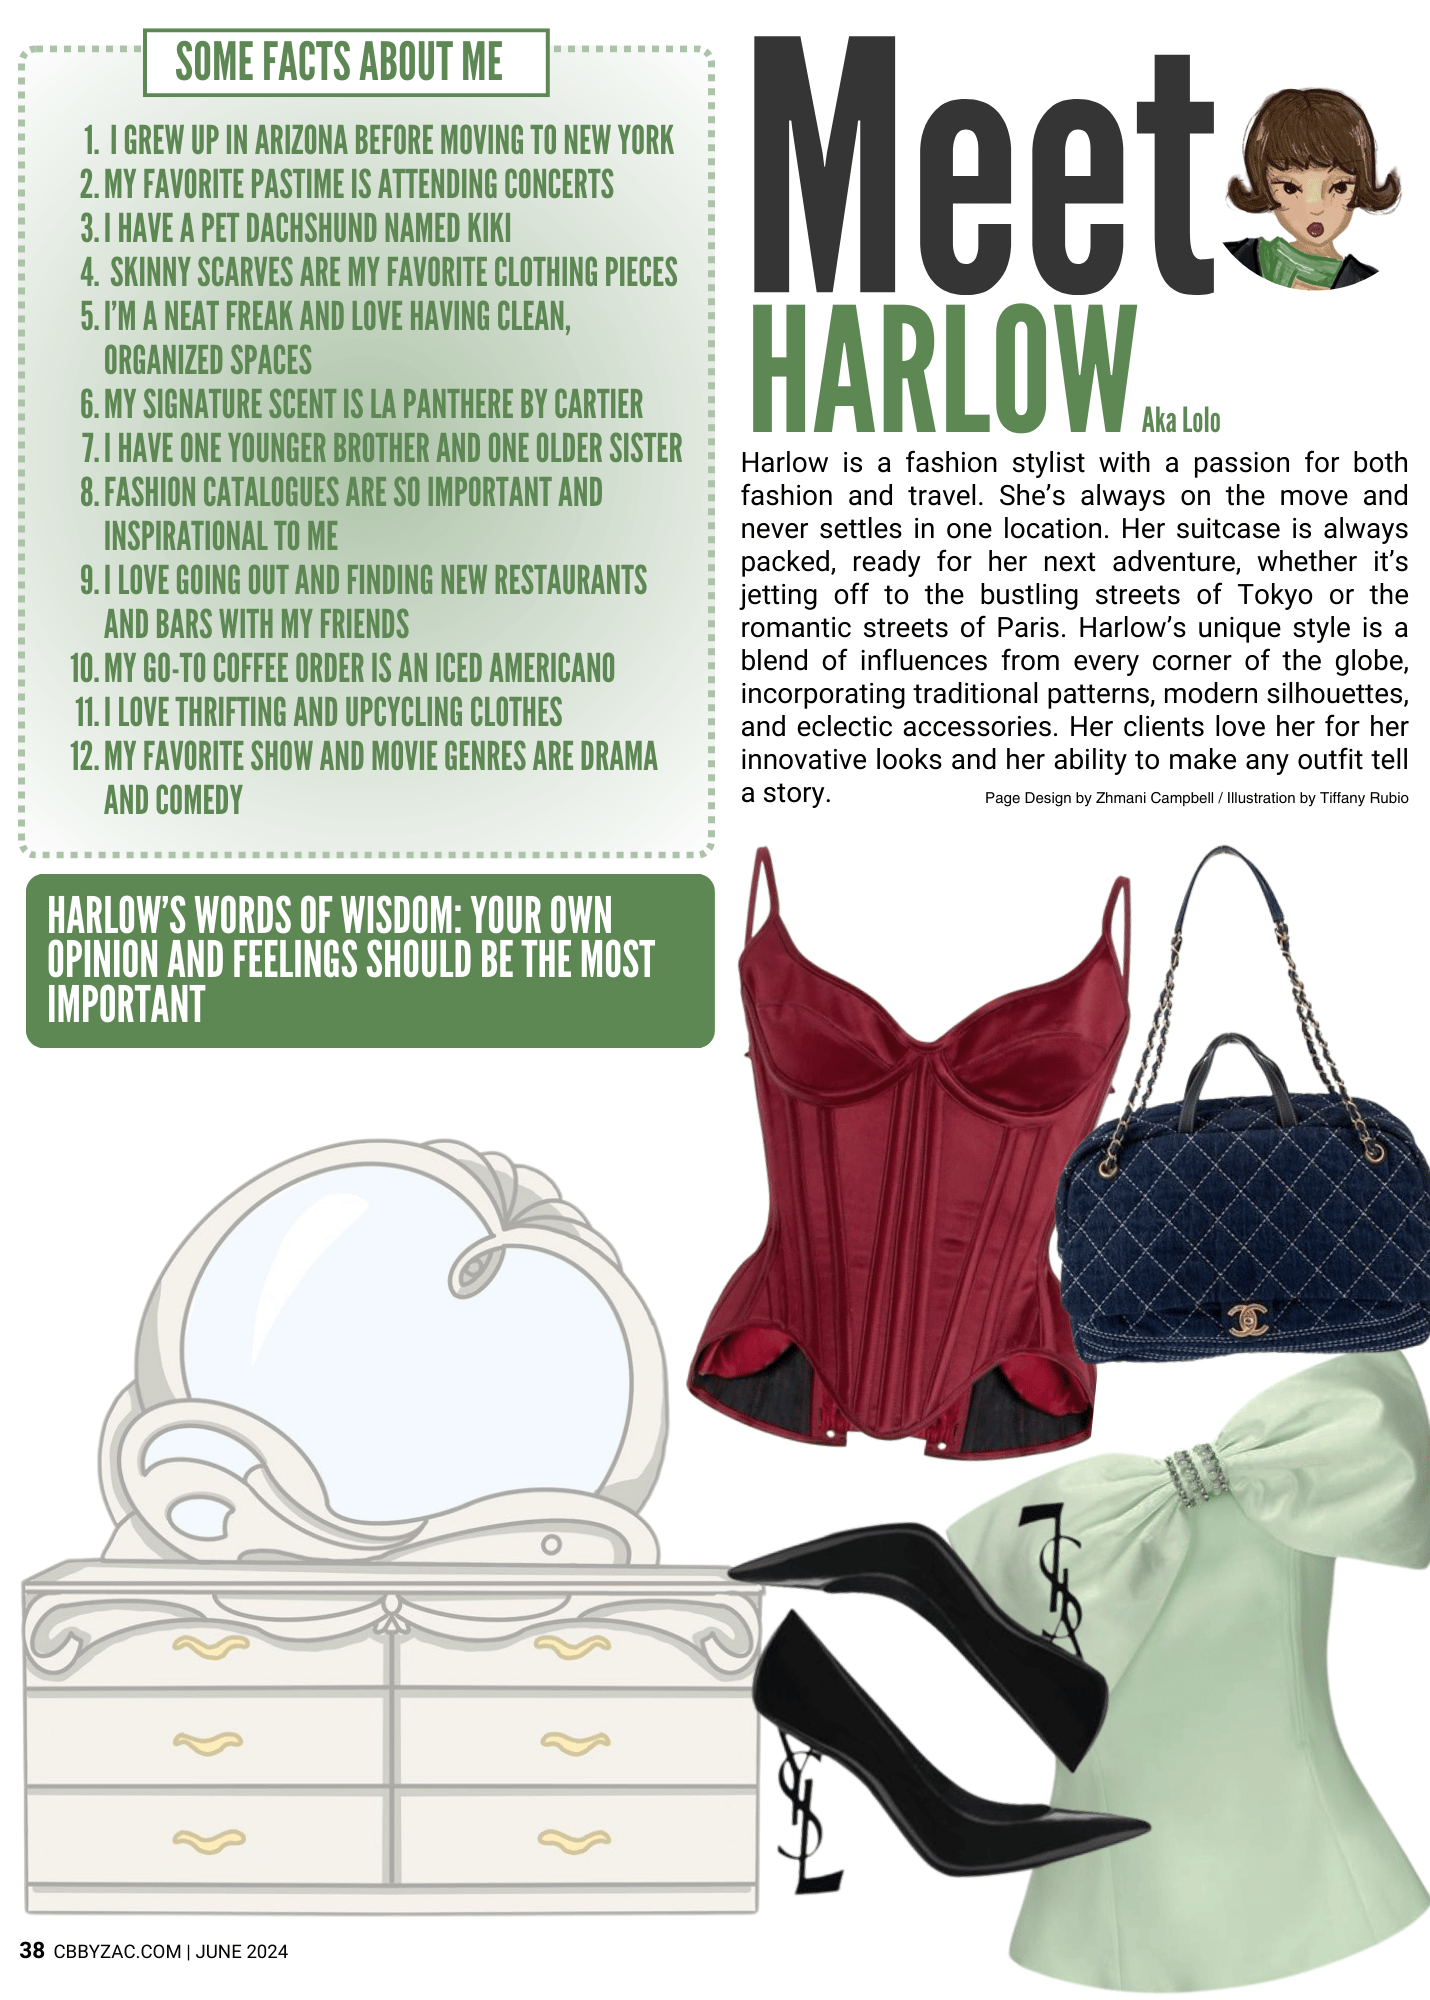 SOME FACTS ABOUT ME
1. I GREW UP IN ARIZONA BEFORE MOVING TO NEW YORK
2. MY FAVORITE PASTIME IS ATTENDING CONCERTS
3. I HAVE A PET DACHSHUND NAMED KIKI
4. SKINNY SCARVES ARE MY FAVORITE CLOTHING PIECES
5. I'M A NEAT FREAK AND LOVE HAVING CLEAN,
ORGANIZED SPACES
6. MY SIGNATURE SCENT IS LA PANTHERE BY CARTIER
7. I HAVE ONE YOUNGER BROTHER AND ONE OLDER SISTER
8. FASHION CATALOGUES ARE SO IMPORTANT AND
INSPIRATIONAL TO ME
9. I LOVE GOING OUT AND FINDING NEW RESTAURANTS
AND BARS WITH MY FRIENDS
10. MY GO-TO COFFEE ORDER IS AN ICED AMERICANO
11. I LOVE THRIFTING AND UPCYCLING CLOTHES
12. MY FAVORITE SHOW AND MOVIE GENRES ARE DRAMA
AND COMEDY
HARLOW'S WORDS OF WISDOM: YOUR OWN
OPINION AND FEELINGS SHOULD BE THE MOST
IMPORTANT
Meet
HARLOW
Aka Lolo
Harlow is a fashion stylist with a passion for both
fashion and travel. She's always on the move and
never settles in one location. Her suitcase is always
packed, ready for her next adventure, whether it's
jetting off to the bustling streets of Tokyo or the
romantic streets of Paris. Harlow's unique style is a
blend of influences from every corner of the globe,
incorporating traditional patterns, modern silhouettes,
and eclectic accessories. Her clients love her for her
innovative looks and her ability to make any outfit tell
a story.
Page Design by Zhmani Campbell / Illustration by Tiffany Rubio
YSL
YSL
38 CBBYZAC.COM | JUNE 2024